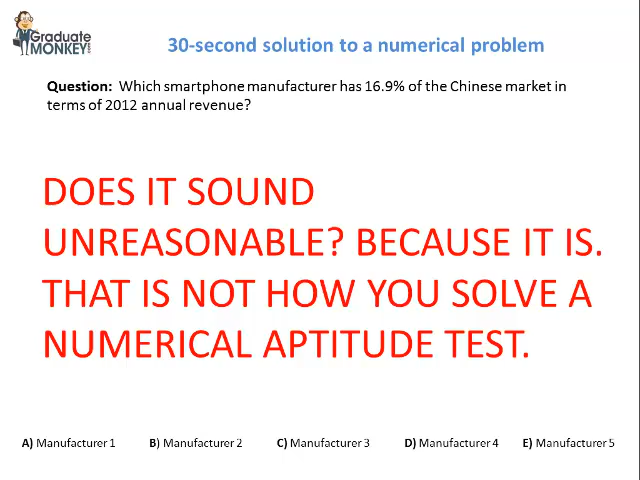 Graduate
MONKEY.com
30-second solution to a numerical problem
Question: Which smartphone manufacturer has 16.9% of the Chinese market in
terms of 2012 annual revenue?
DOES IT SOUND
UNREASONABLE? BECAUSE IT IS.
THAT IS NOT HOW YOU SOLVE A
NUMERICAL APTITUDE TEST.
A) Manufacturer 1 B) Manufacturer 2 C) Manufacturer 3 D) Manufacturer 4 E) Manufacturer 5